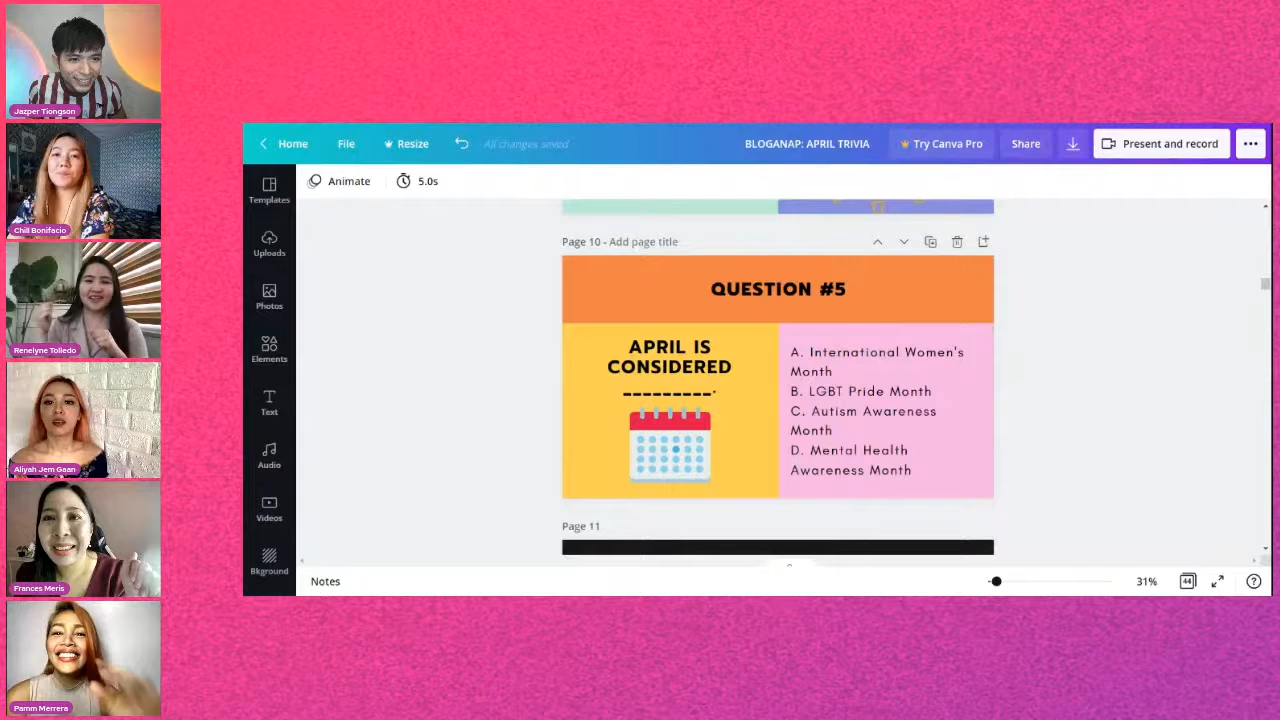 Jazper Tiongson
Chill Bonifacio
Renelyne Tolledo
Aliyah Jem Gaan
Frances Meris
Pamm Merrera
Home
File
Resize
All changes saved
BLOGANAP: APRIL TRIVIA
Try Canva Pro
Share
Present and record
Templates
Uploads
Photos
Elements
Text
Audio
Videos
Bkground
Animate
5.0s
Page 10 - Add page title
QUESTION #5
APRIL IS
CONSIDERED
_________.
A. International Women's
Month
B. LGBT Pride Month
C. Autism Awareness
Month
D. Mental Health
Awareness Month
Page 11
Notes
31%
44